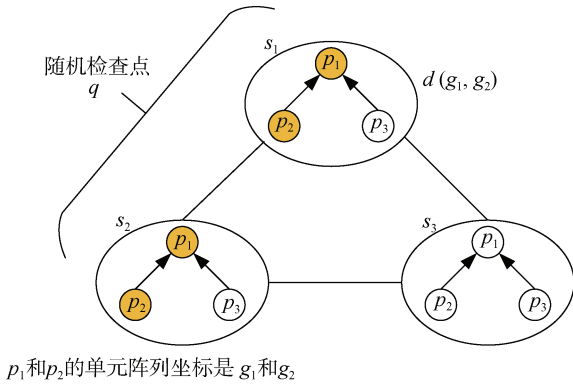 随机检查点
q
s₁
p₁
d (g₁, g₂)
p₂
p₃
s₂
p₁
p₂
p₃
s₃
p₁
p₂
p₃
p₁和p₂的单元阵列坐标是 g₁和g₂